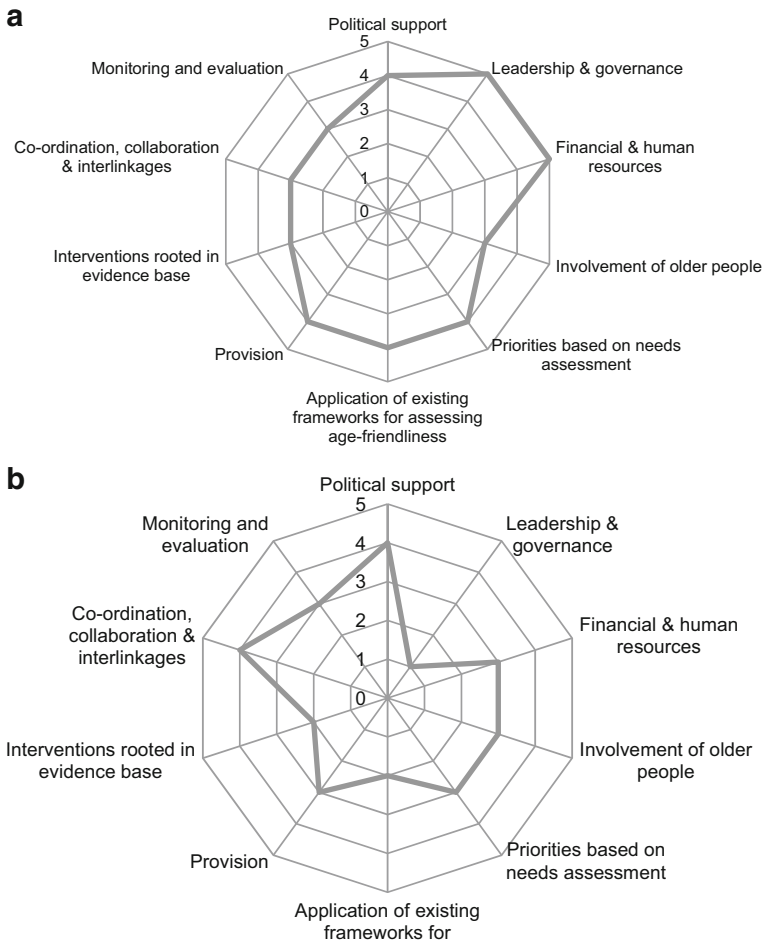 a
Political support
5
4
3
2
1
0
Leadership & governance
Financial & human
resources
Involvement of older people
Priorities based on needs
assessment
Application of existing
frameworks for assessing
age-friendliness
Provision
Interventions rooted in
evidence base
Co-ordination, collaboration
& interlinkages
Monitoring and evaluation
b
Political support
5
4
3
2
1
0
Leadership &
governance
Financial & human
resources
Involvement of older
people
Priorities based on
needs assessment
Application of existing
frameworks for
Provision
Interventions rooted in
evidence base
Co-ordination,
collaboration &
interlinkages
Monitoring and
evaluation